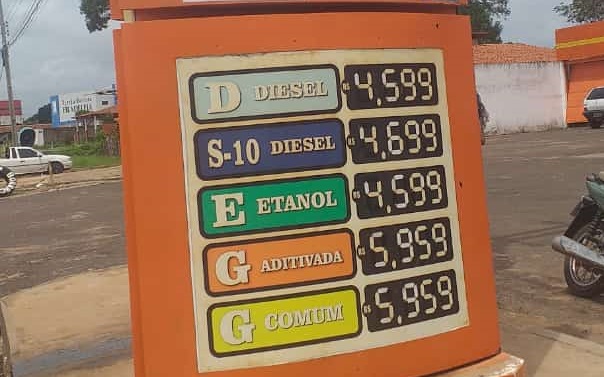 D DIESEL R$ 4,599
S-10 DIESEL R$ 4,699
E ETANOL R$ 4,599
G ADITIVADA R$ 5,959
G COMUM R$ 5,959